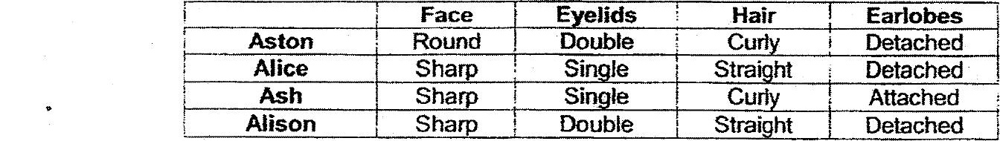 Face Eyelids Hair Earlobes
Aston Round Double Curly Detached
Alice Sharp Single Straight Detached
Ash Sharp Single Curly Attached
Alison Sharp Double Straight Detached